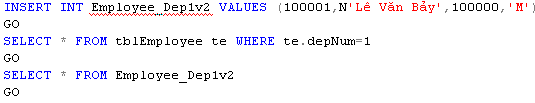 INSERT INT Employee_Dep1v2 VALUES (100001,N'Lê Văn Bảy',100000,'M')
GO
SELECT * FROM tblEmployee te WHERE te.depNum=1
GO
SELECT * FROM Employee_Dep1v2
GO